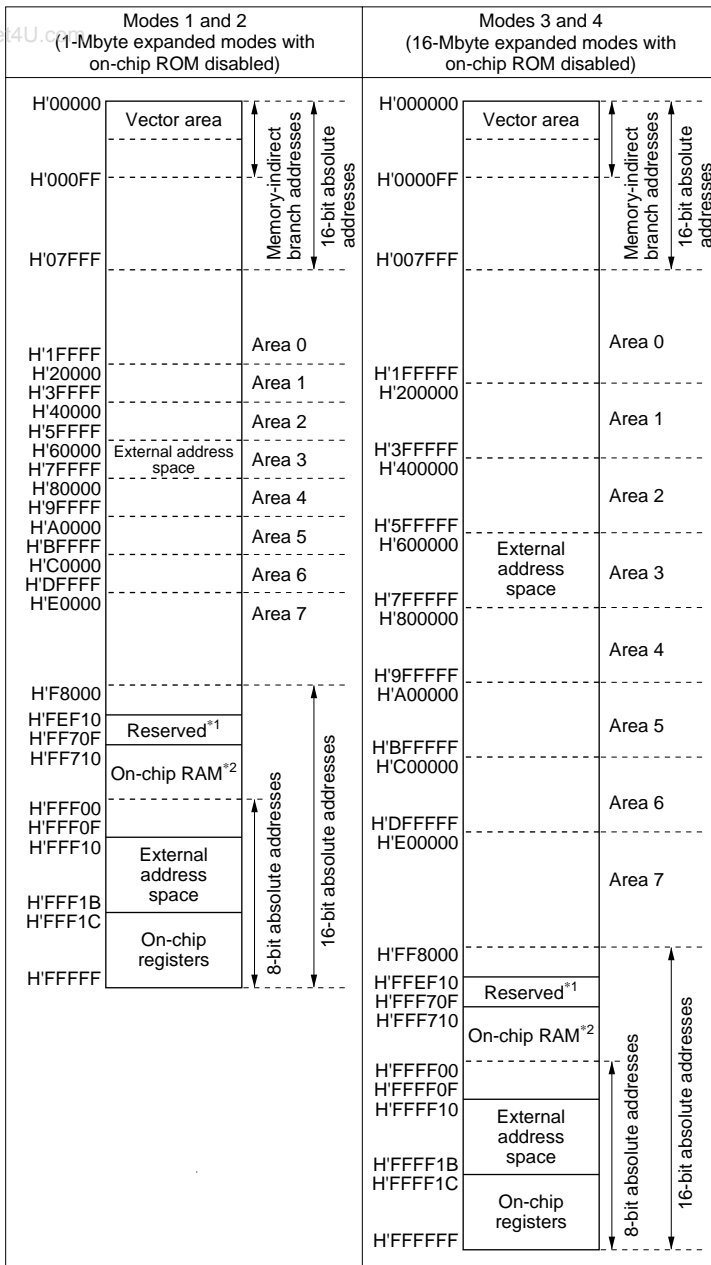 et4U.com
Modes 1 and 2
(1-Mbyte expanded modes with
on-chip ROM disabled)
H'00000
Vector area
H'000FF
H'07FFF
Memory-indirect
branch addresses
16-bit absolute
addresses
H'1FFFF
Area 0
H'20000
H'3FFFF
Area 1
H'40000
H'5FFFF
Area 2
H'60000
H'7FFFF
External address
space
Area 3
H'80000
H'9FFFF
Area 4
H'A0000
H'BFFFF
Area 5
H'C0000
H'DFFFF
Area 6
H'E0000
Area 7
H'F8000
H'FEF10
Reserved*1
H'FF70F
H'FF710
On-chip RAM*2
H'FFF00
H'FFF0F
H'FFF10
External
address
space
H'FFF1B
H'FFF1C
On-chip
registers
H'FFFFF
8-bit absolute addresses
16-bit absolute addresses
Modes 3 and 4
(16-Mbyte expanded modes with
on-chip ROM disabled)
H'000000
Vector area
H'0000FF
H'007FFF
Memory-indirect
branch addresses
16-bit absolute
addresses
Area 0
H'1FFFFF
H'200000
Area 1
H'3FFFFF
H'400000
Area 2
H'5FFFFF
H'600000
External
address
space
Area 3
H'7FFFFF
H'800000
Area 4
H'9FFFFF
H'A00000
Area 5
H'BFFFFF
H'C00000
Area 6
H'DFFFFF
H'E00000
Area 7
H'FF8000
H'FFEF10
Reserved*1
H'FFF70F
H'FFF710
On-chip RAM*2
H'FFFF00
H'FFFF0F
H'FFFF10
External
address
space
H'FFFF1B
H'FFFF1C
On-chip
registers
H'FFFFFF
8-bit absolute addresses
16-bit absolute addresses